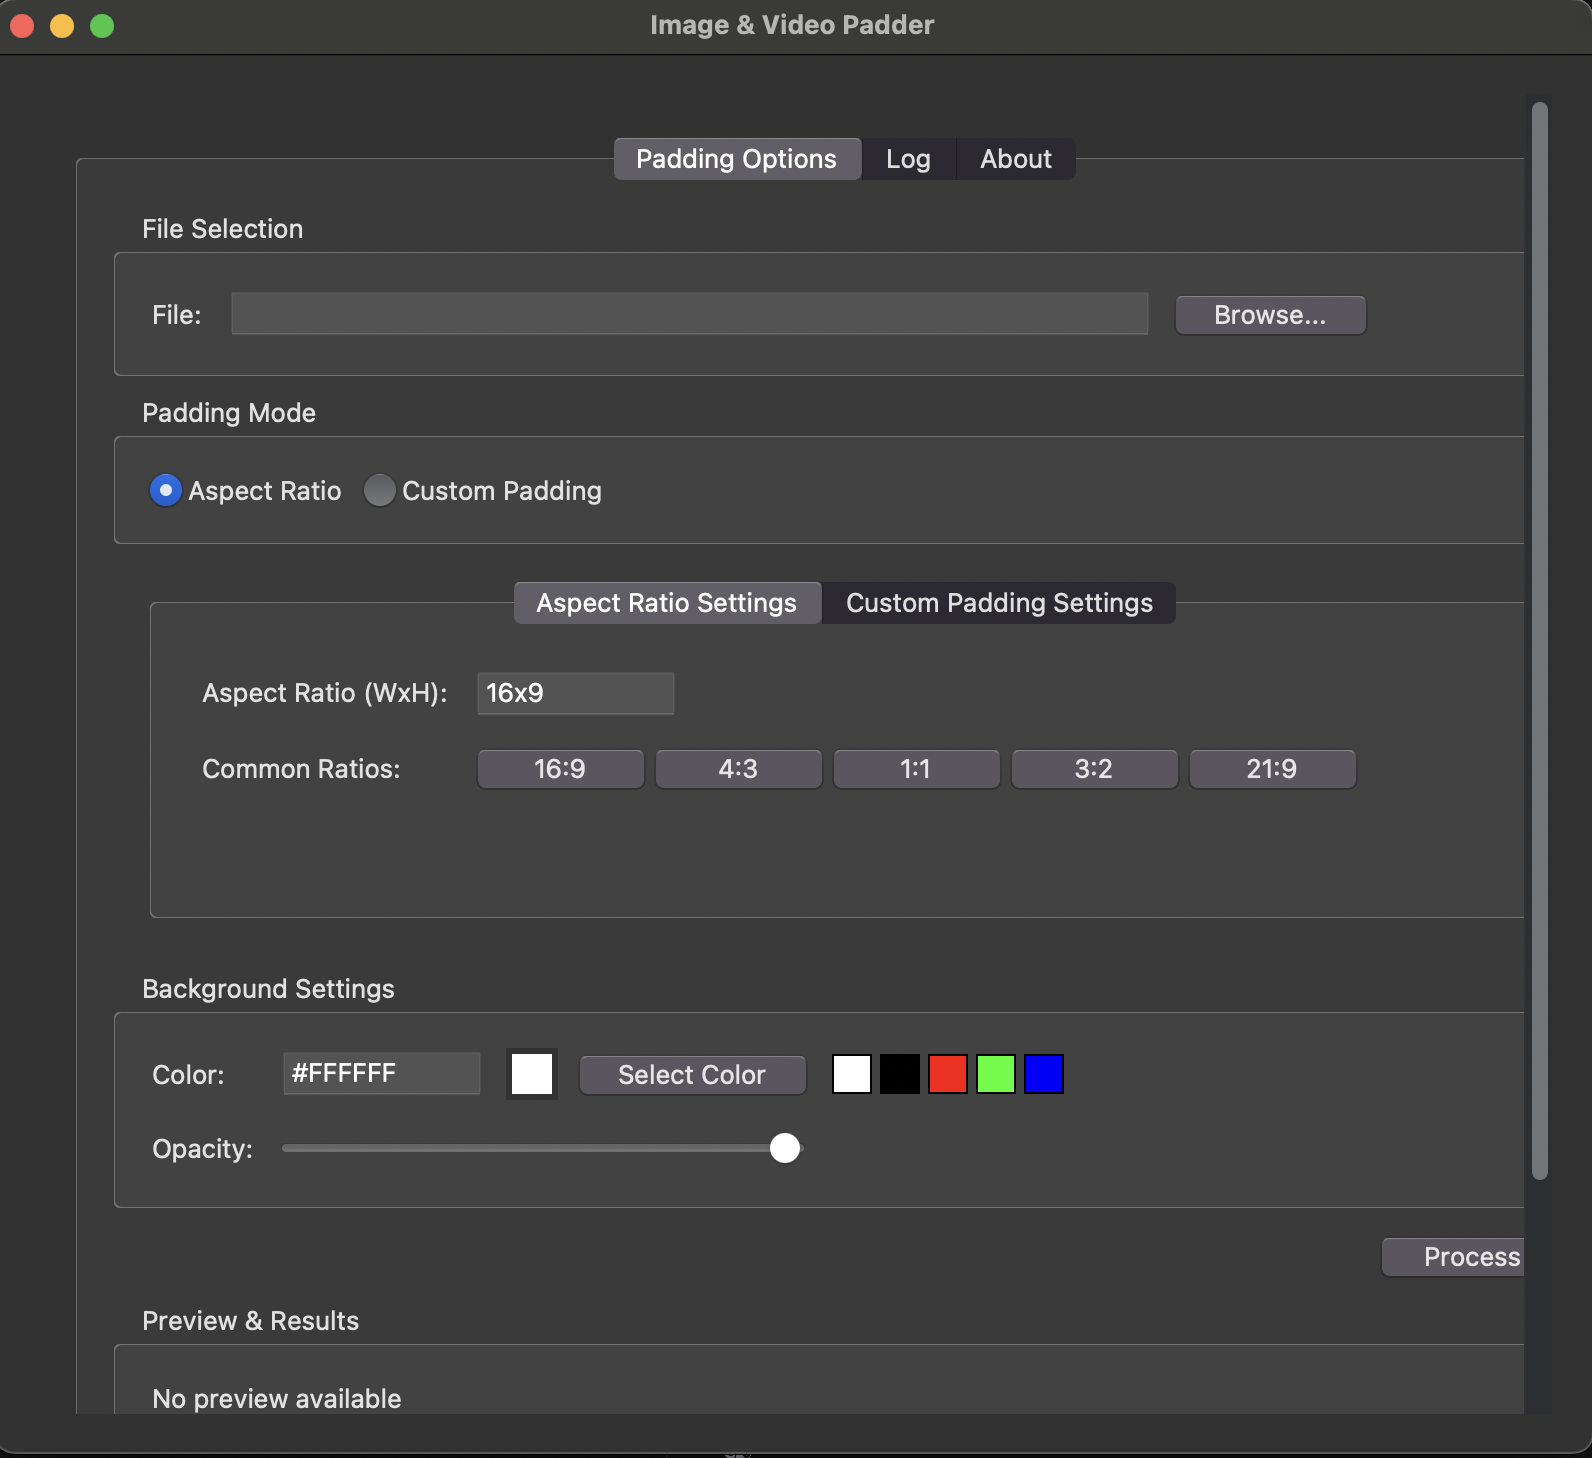 Image & Video Padder
Padding Options Log About
File Selection
File: Browse...
Padding Mode
Aspect Ratio Custom Padding
Aspect Ratio Settings Custom Padding Settings
Aspect Ratio (WxH): 16x9
Common Ratios: 16:9 4:3 1:1 3:2 21:9
Background Settings
Color: #FFFFFF Select Color
Opacity:
Process
Preview & Results
No preview available